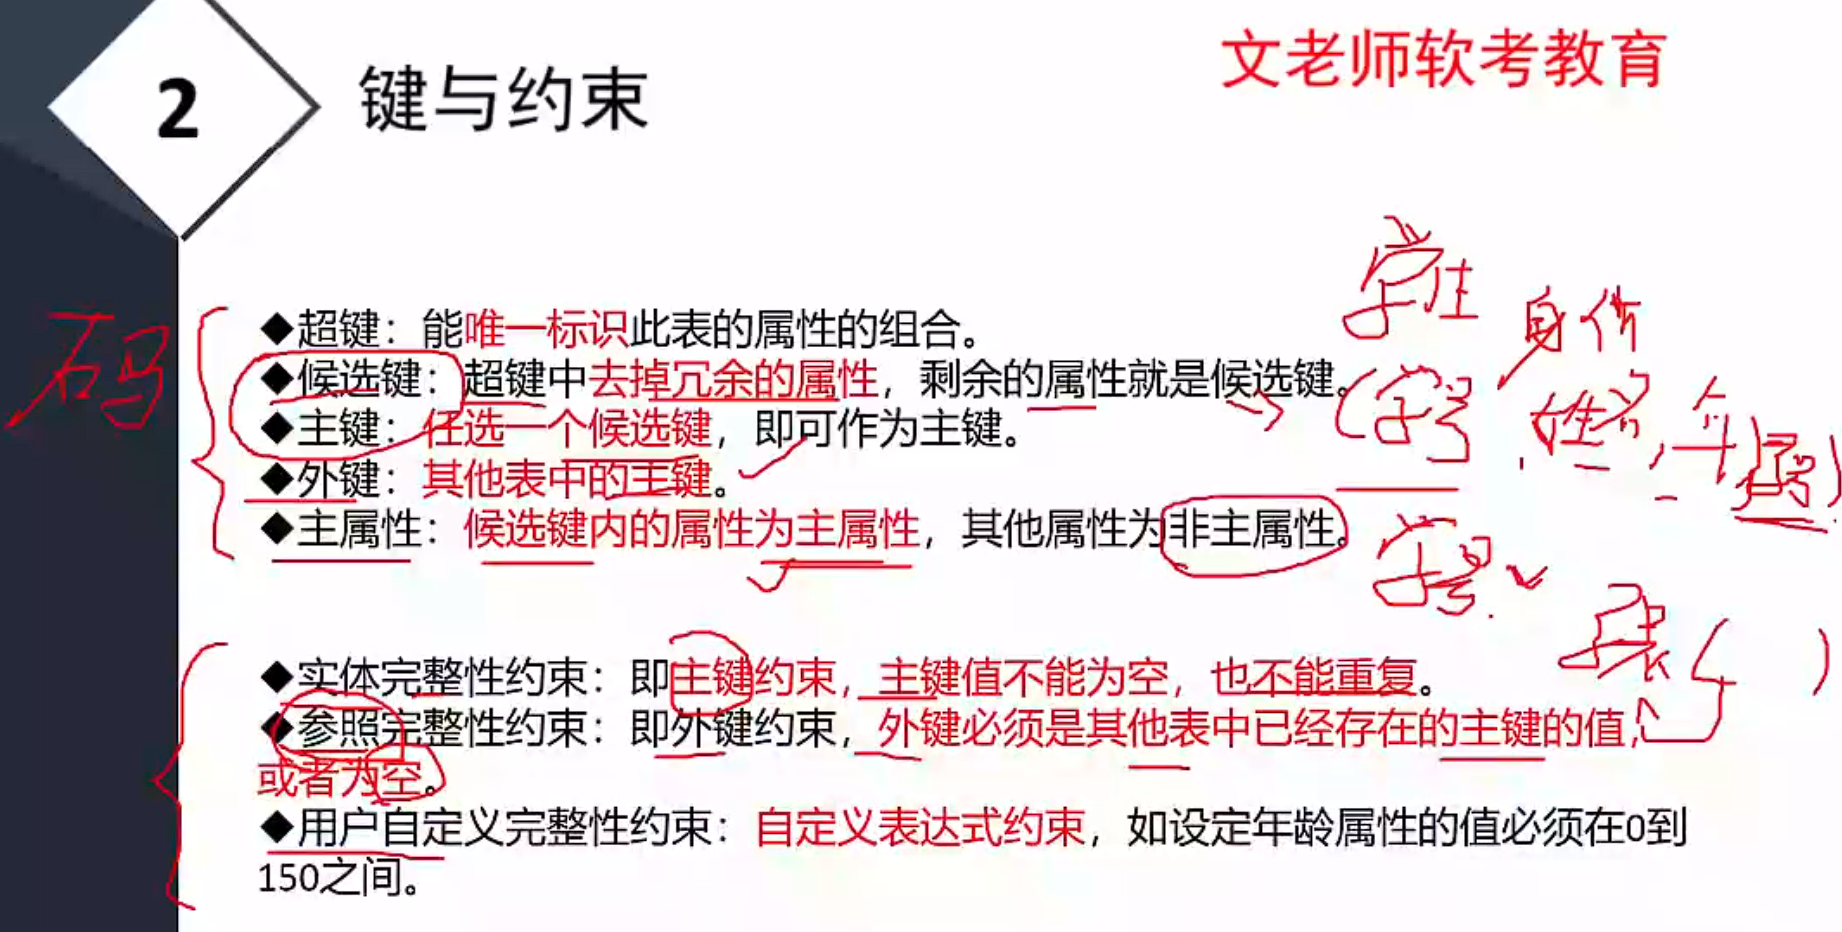 文老师软考教育
2
键与约束
码
◆超键：能唯一标识此表的属性的组合。
◆候选键：超键中去掉冗余的属性，剩余的属性就是候选键。
◆主键：任选一个候选键，即可作为主键。
◆外键：其他表中的主键。
◆主属性：候选键内的属性为主属性，其他属性为非主属性。
◆实体完整性约束：即主键约束，主键值不能为空，也不能重复。
◆参照完整性约束：即外键约束，外键必须是其他表中已经存在的主键的值，
或者为空。
◆用户自定义完整性约束：自定义表达式约束，如设定年龄属性的值必须在0到
150之间。
学生
身份
(学号，姓名，年龄)
学号